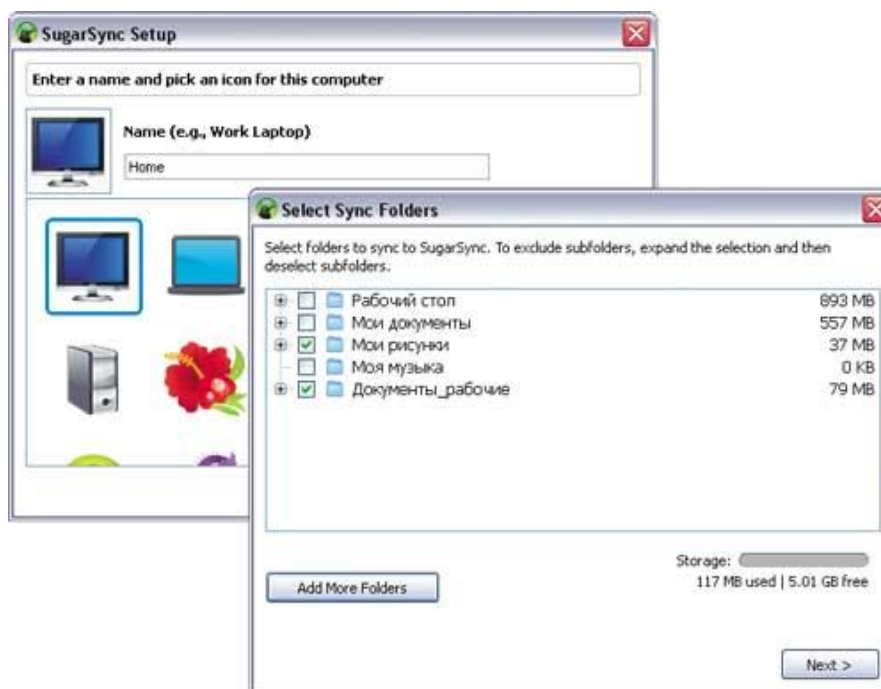 SugarSync Setup
Enter a name and pick an icon for this computer
Name (e.g., Work Laptop)
Home
Select Sync Folders
Select folders to sync to SugarSync. To exclude subfolders, expand the selection and then
deselect subfolders.
Рабочий стол 893 MB
Мои документы 557 MB
Мои рисунки 37 MB
Моя музыка 0 KB
Документы_рабочие 79 MB
Storage:
117 MB used | 5.01 GB free
Add More Folders
Next >